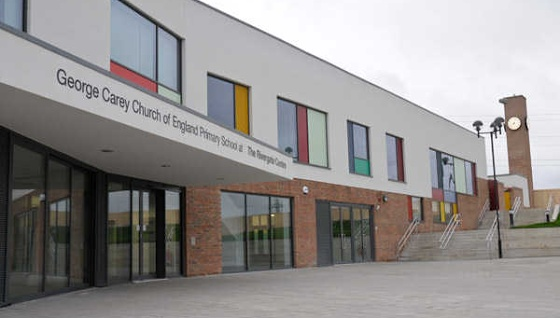 George Carey Church of England Primary School at The Rivergate Centre